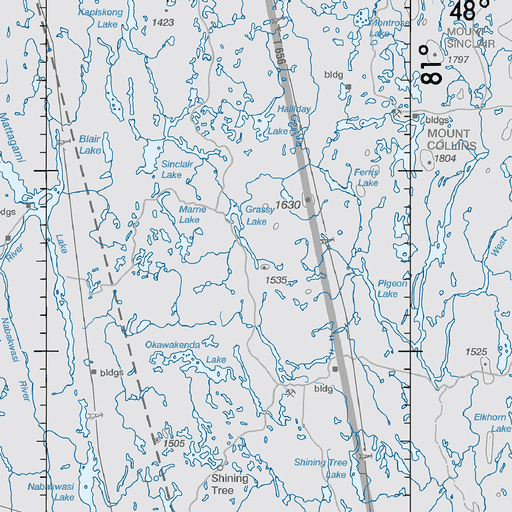 Kapiskong
Lake
1423
656
Montrose
Lake
48°
MOUNT
SINCLAIR
81°
1797
bldg
Halliday
Lake
bldgs
MOUNT
COLLINS
1804
Mattagami
Blair
Lake
Sinclair
Lake
Ferris
Lake
Marne
Lake
Grassy
Lake
1630
dgs
River
Lake
West
1535
Pigeon
Lake
Nabakwasi
River
Okawakenda
Lake
1525
bldgs
bldg
Elkhorn
Lake
1505
Shining
Tree
Shining Tree
Lake
Nabakwasi
Lake